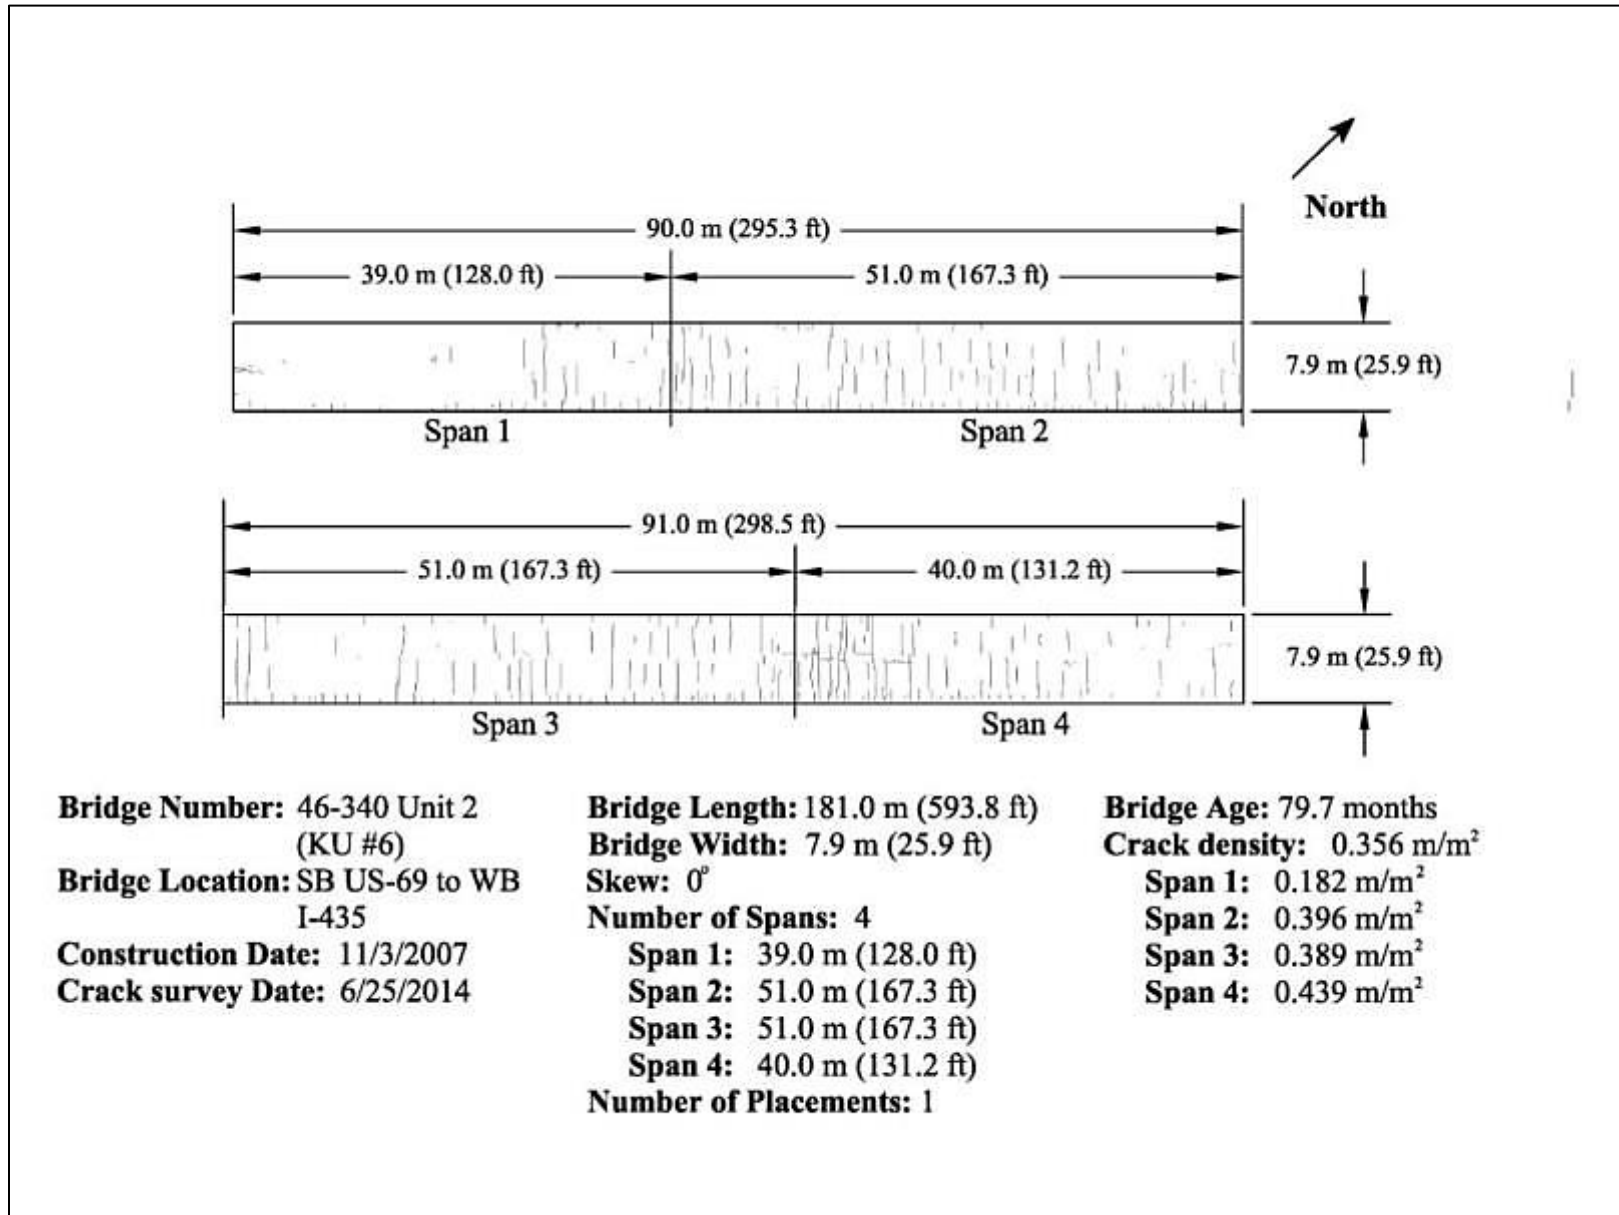 North
90.0 m (295.3 ft)
39.0 m (128.0 ft)
51.0 m (167.3 ft)
7.9 m (25.9 ft)
Span 1
Span 2
91.0 m (298.5 ft)
51.0 m (167.3 ft)
40.0 m (131.2 ft)
7.9 m (25.9 ft)
Span 3
Span 4
Bridge Number: 46-340 Unit 2
(KU #6)
Bridge Location: SB US-69 to WB
I-435
Construction Date: 11/3/2007
Crack survey Date: 6/25/2014
Bridge Length: 181.0 m (593.8 ft)
Bridge Width: 7.9 m (25.9 ft)
Skew: 0°
Number of Spans: 4
Span 1: 39.0 m (128.0 ft)
Span 2: 51.0 m (167.3 ft)
Span 3: 51.0 m (167.3 ft)
Span 4: 40.0 m (131.2 ft)
Number of Placements: 1
Bridge Age: 79.7 months
Crack density: 0.356 m/m²
Span 1: 0.182 m/m²
Span 2: 0.396 m/m²
Span 3: 0.389 m/m²
Span 4: 0.439 m/m²